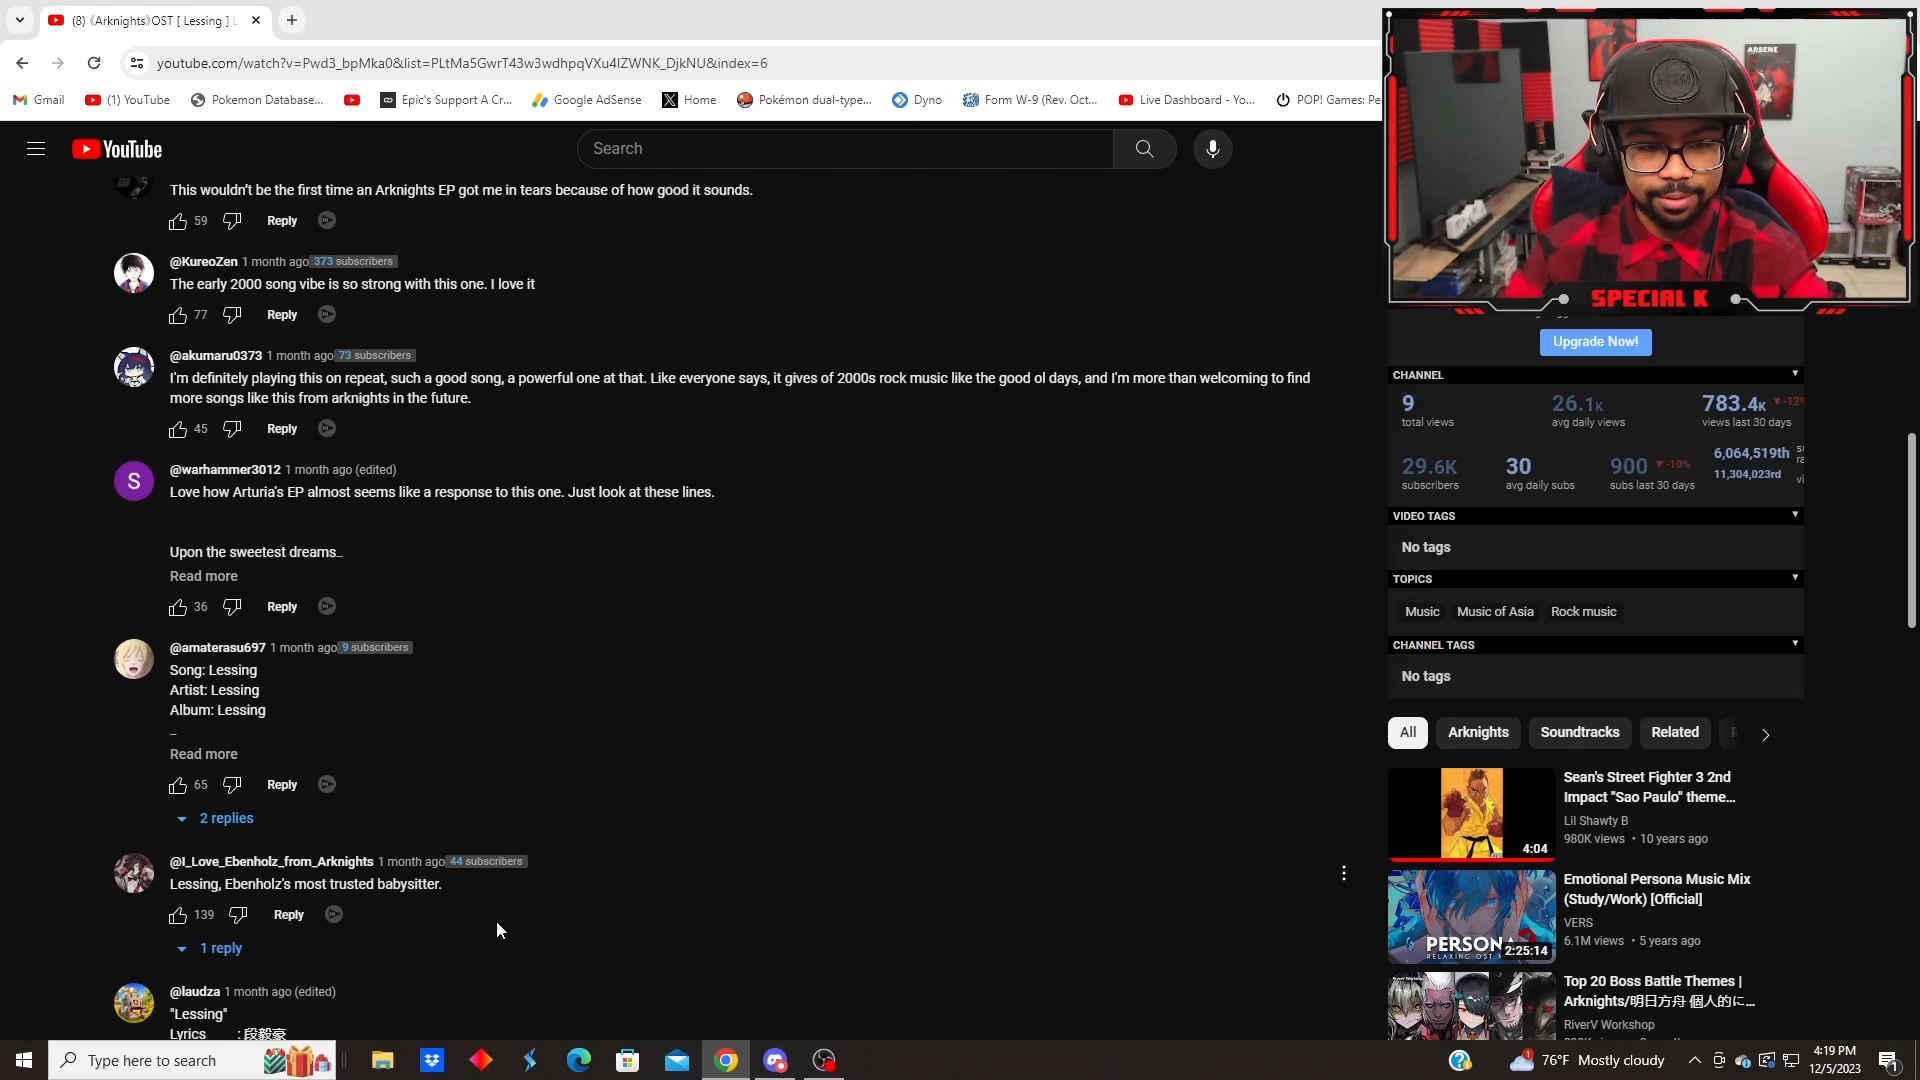 (8) 《Arknights》OST [ Lessing ] L
youtube.com/watch?v=Pwd3_bpMka0&list=PLtMa5GwrT43w3wdhpqVXu4IZWNK_DjkNU&index=6
Gmail
(1) YouTube
Pokemon Database...
Epic's Support A Cr...
Google AdSense
Home
Pokémon dual-type...
Dyno
Form W-9 (Rev. Oct...
Live Dashboard - Yo...
POP! Games: Pe
ARSENE
SPECIAL K
YouTube
Search
This wouldn't be the first time an Arknights EP got me in tears because of how good it sounds.
59 Reply
@KureoZen 1 month ago 373 subscribers
The early 2000 song vibe is so strong with this one. I love it
77 Reply
@akumaru0373 1 month ago 73 subscribers
I'm definitely playing this on repeat, such a good song, a powerful one at that. Like everyone says, it gives of 2000s rock music like the good ol days, and I'm more than welcoming to find
more songs like this from arknights in the future.
45 Reply
S
@warhammer3012 1 month ago (edited)
Love how Arturia's EP almost seems like a response to this one. Just look at these lines.
Upon the sweetest dreams...
Read more
36 Reply
@amaterasu697 1 month ago 9 subscribers
Song: Lessing
Artist: Lessing
Album: Lessing
...
Read more
65 Reply
2 replies
@I_Love_Ebenholz_from_Arknights 1 month ago 44 subscribers
Lessing, Ebenholz's most trusted babysitter.
139 Reply
1 reply
@laudza 1 month ago (edited)
"Lessing"
Lyrics : 段毅豪
Upgrade Now!
CHANNEL
9 26.1K 783.4K -12%
total views avg daily views views last 30 days
29.6K 30 900 -10% 6,064,519th
11,304,023rd
subscribers avg daily subs subs last 30 days
VIDEO TAGS
No tags
TOPICS
Music Music of Asia Rock music
CHANNEL TAGS
No tags
All Arknights Soundtracks Related
Sean's Street Fighter 3 2nd
Impact "Sao Paulo" theme...
Lil Shawty B
980K views • 10 years ago
4:04
Emotional Persona Music Mix
(Study/Work) [Official]
VERS
6.1M views • 5 years ago
PERSONA
2:25:14
Top 20 Boss Battle Themes |
Arknights/明日方舟 個人的に...
RiverV Workshop
Type here to search
76°F Mostly cloudy
4:19 PM
12/5/2023